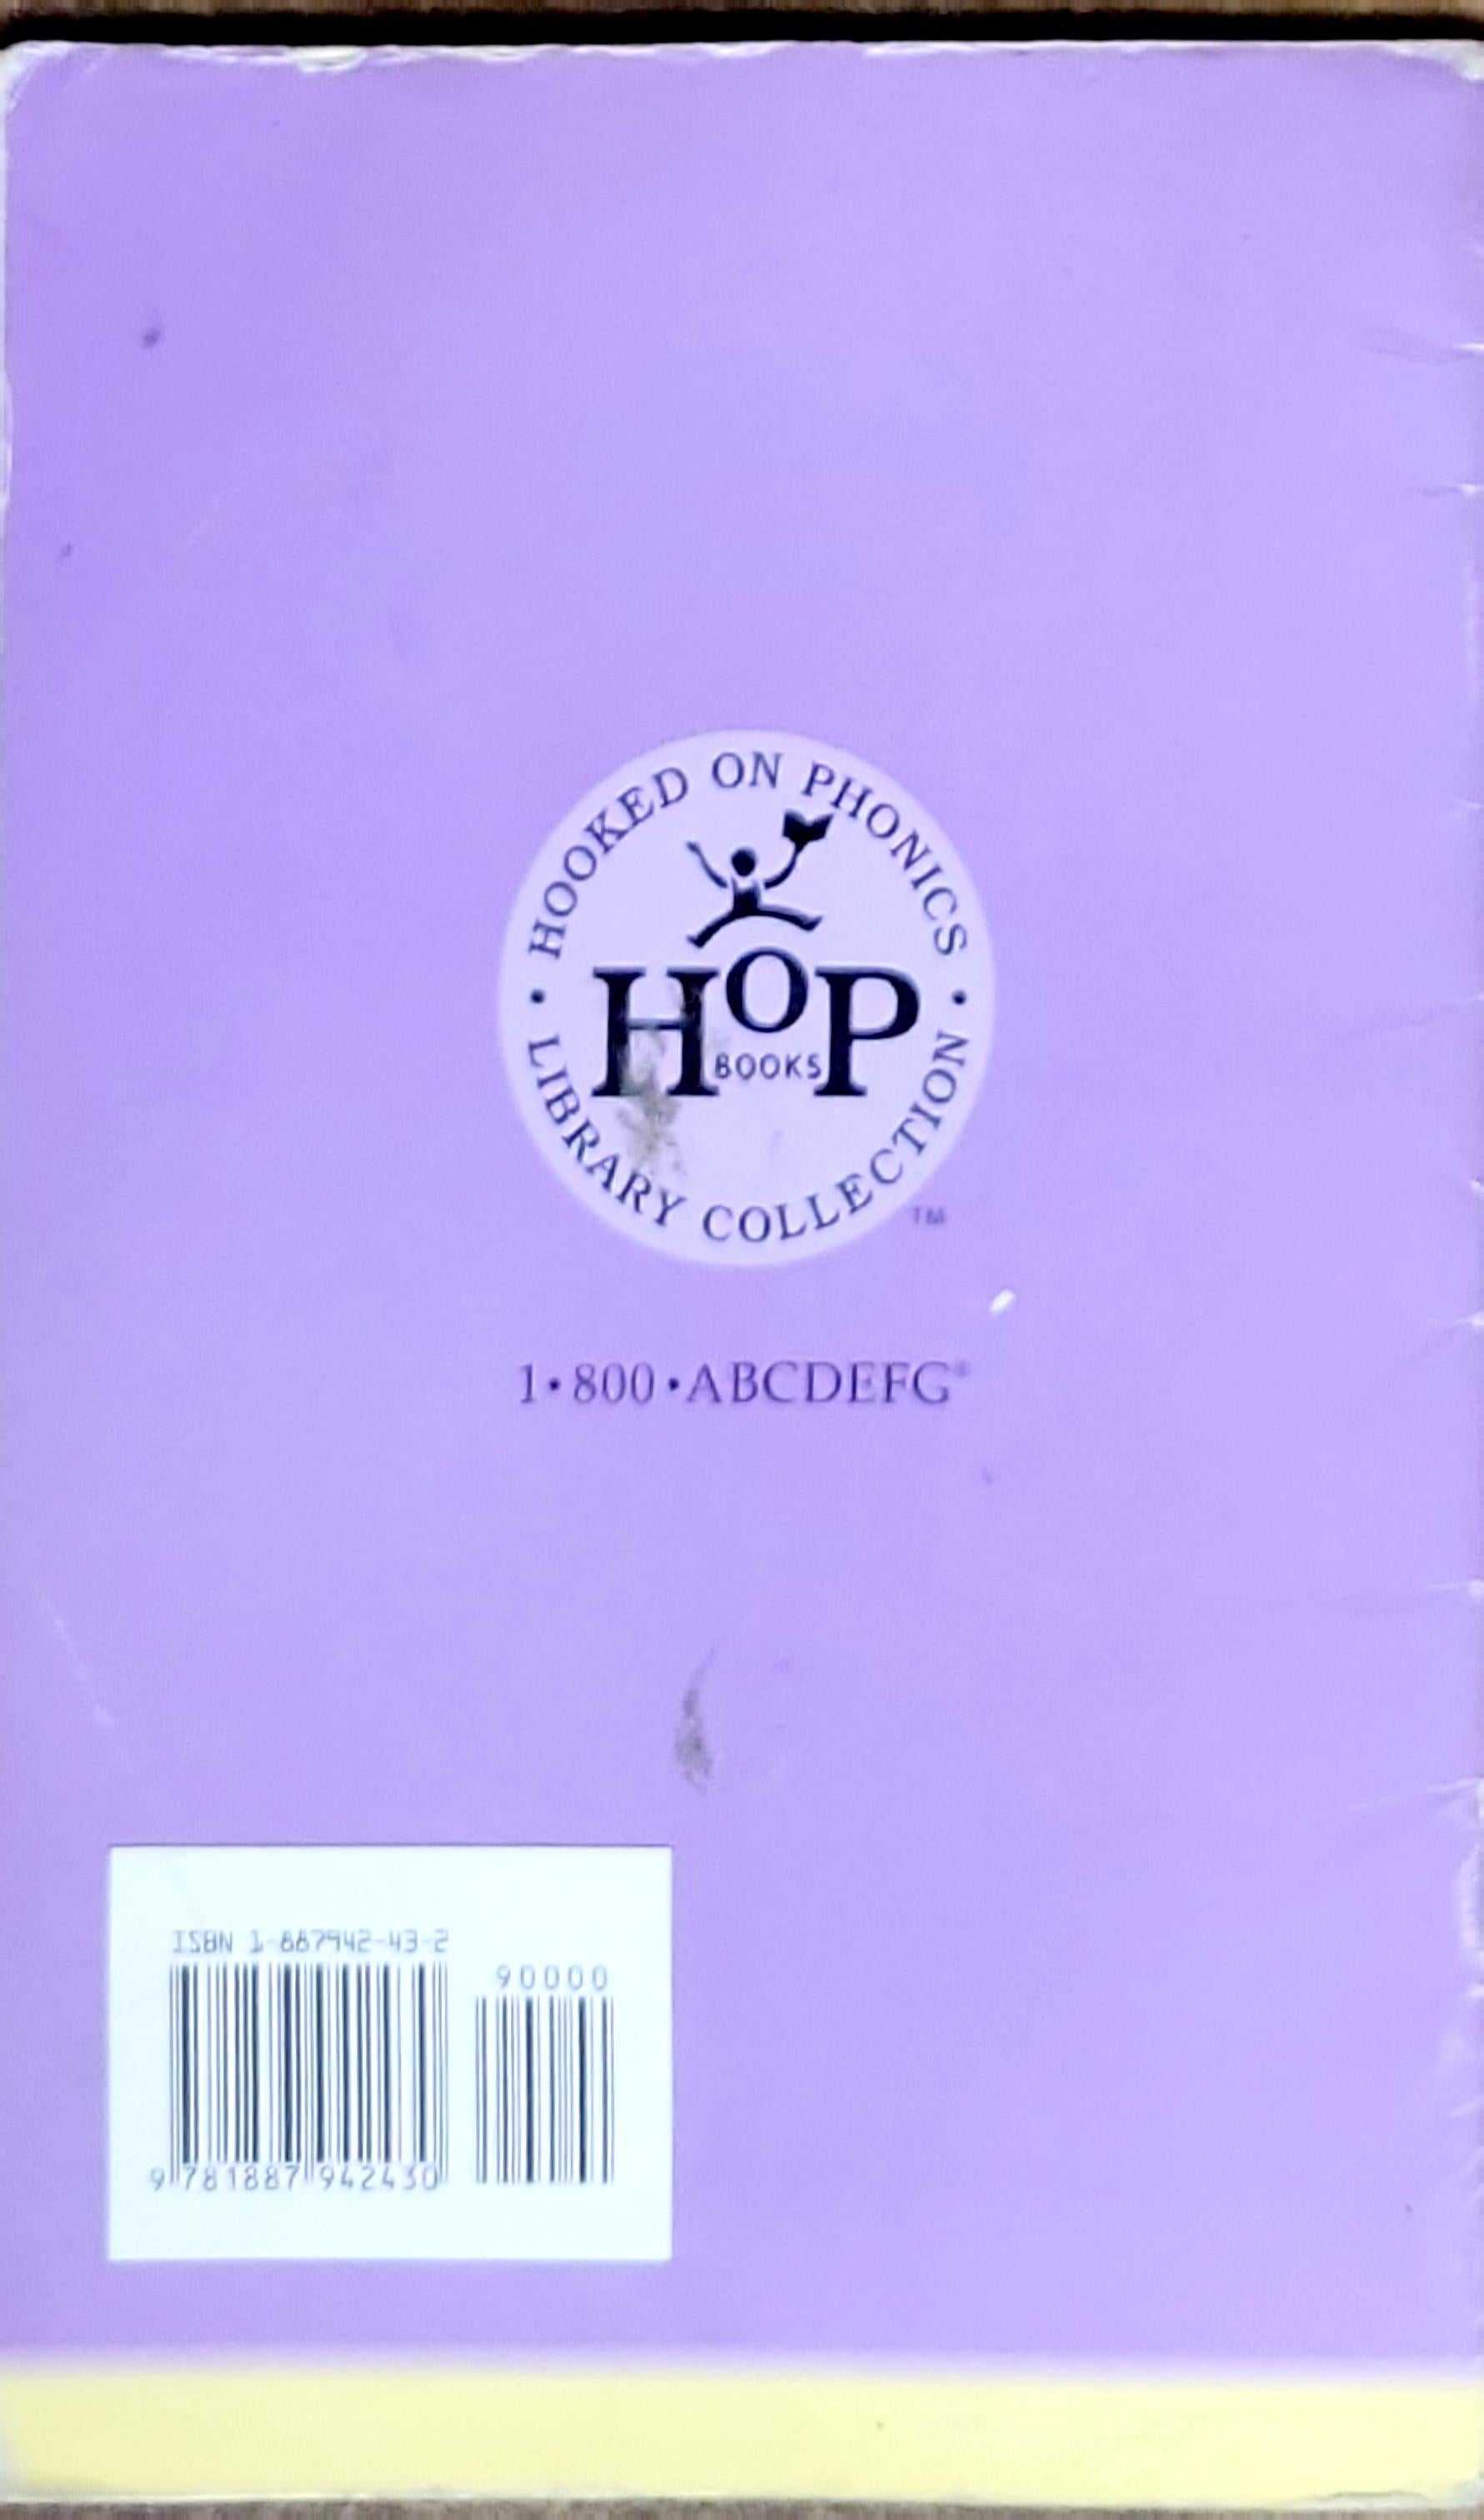 HOOKED ON PHONICS
HOP
BOOKS
LIBRARY COLLECTION
TM
1•800•ABCDEFG®
ISBN 1-887942-43-2
90000
9 781887 942430